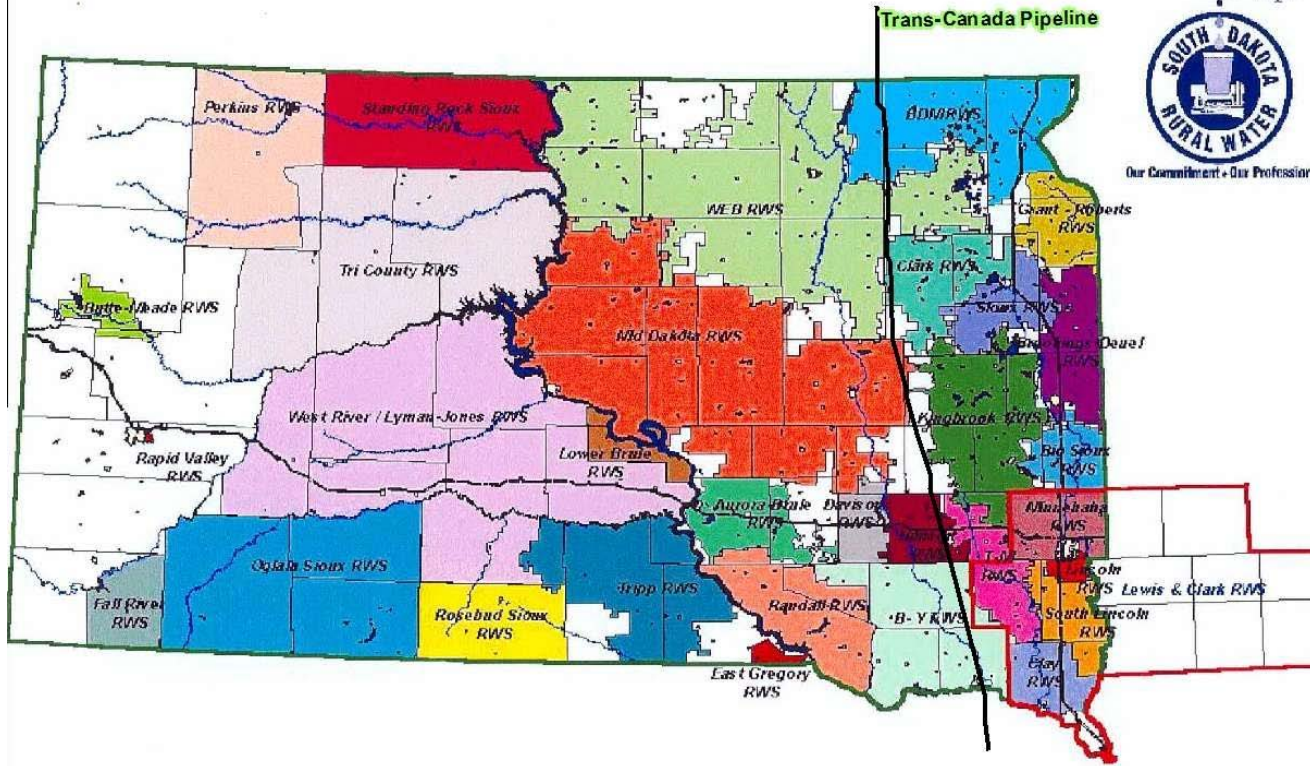 Trans-Canada Pipeline
SOUTH DAKOTA
RURAL WATER
Our Commitment • Our Profession
Perkins RWS
Standing Rock Sioux
RWS
BDM RWS
WEB RWS
Grant - Roberts
RWS
Tri County RWS
Clark RWS
Butte-Meade RWS
Sioux RWS
Mid Dakota RWS
Brookings Deuel
RWS
West River / Lyman-Jones RWS
Kingbrook RWS
Rapid Valley
RWS
Lower Brule
RWS
Big Sioux
RWS
Aurora-Brule
RWS
Davison
RWS
Minnehaha
RWS
RWS
Oglala Sioux RWS
Tripp RWS
RWS
Lincoln
RWS
Lewis & Clark RWS
Fall River
RWS
Rosebud Sioux
RWS
Randall RWS
B-Y RWS
South Lincoln
RWS
East Gregory
RWS
Clay
RWS